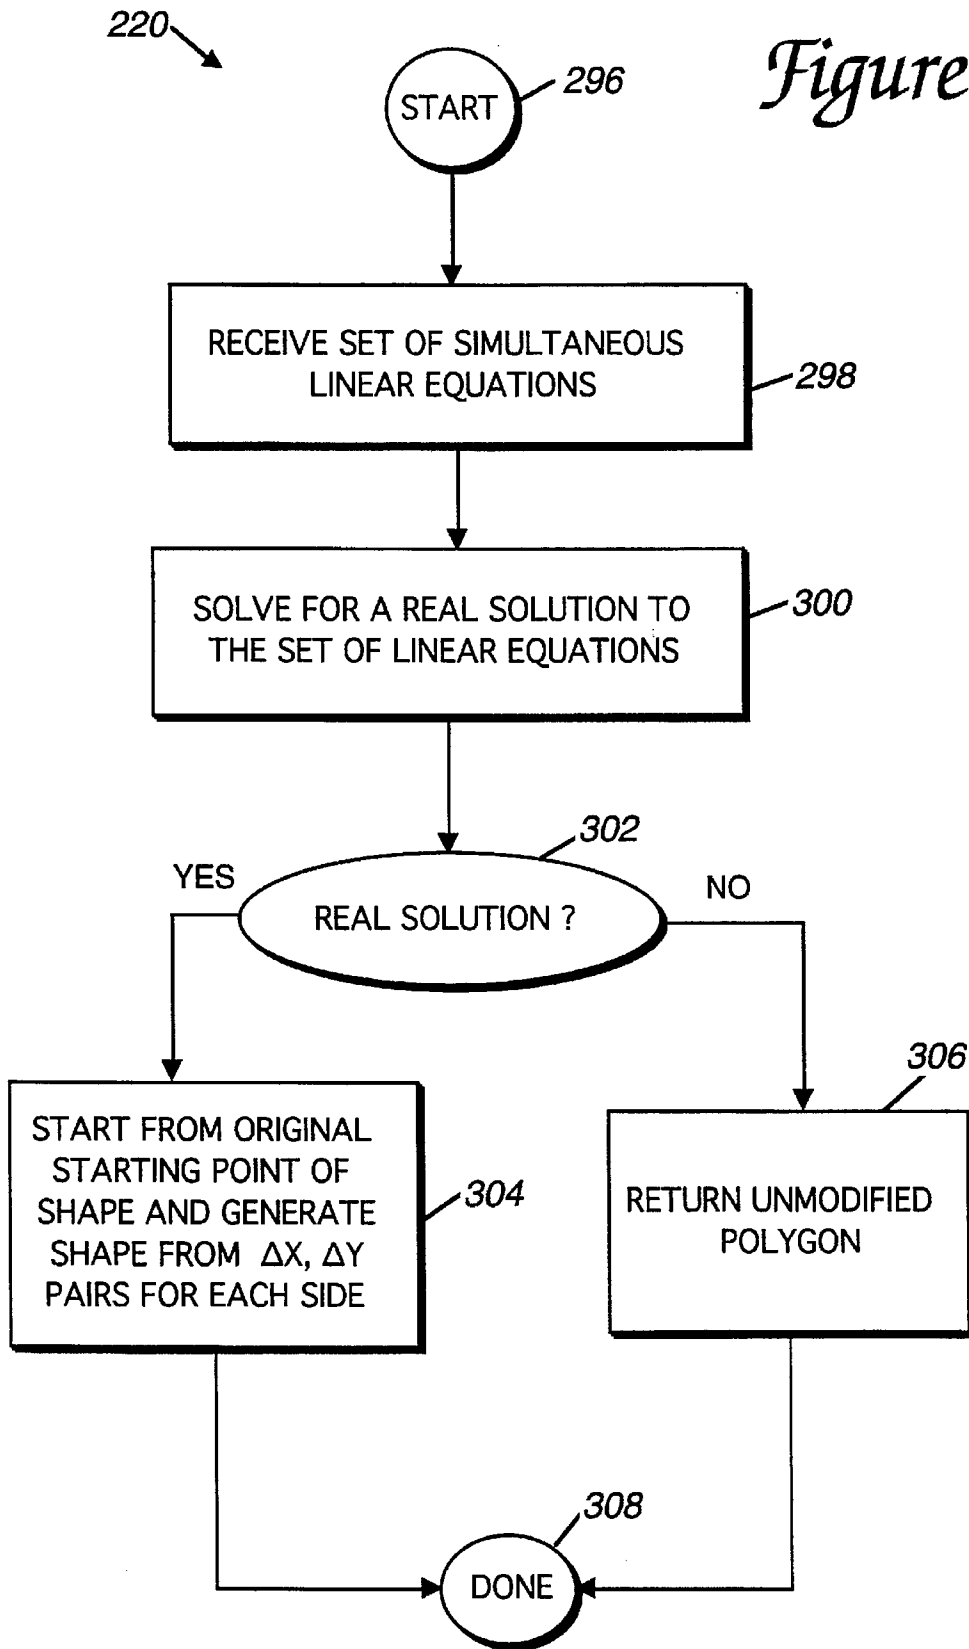 220
Figure
START
296
RECEIVE SET OF SIMULTANEOUS
LINEAR EQUATIONS
298
SOLVE FOR A REAL SOLUTION TO
THE SET OF LINEAR EQUATIONS
300
302
YES
REAL SOLUTION ?
NO
START FROM ORIGINAL
STARTING POINT OF
SHAPE AND GENERATE
SHAPE FROM ΔX, ΔY
PAIRS FOR EACH SIDE
304
306
RETURN UNMODIFIED
POLYGON
308
DONE